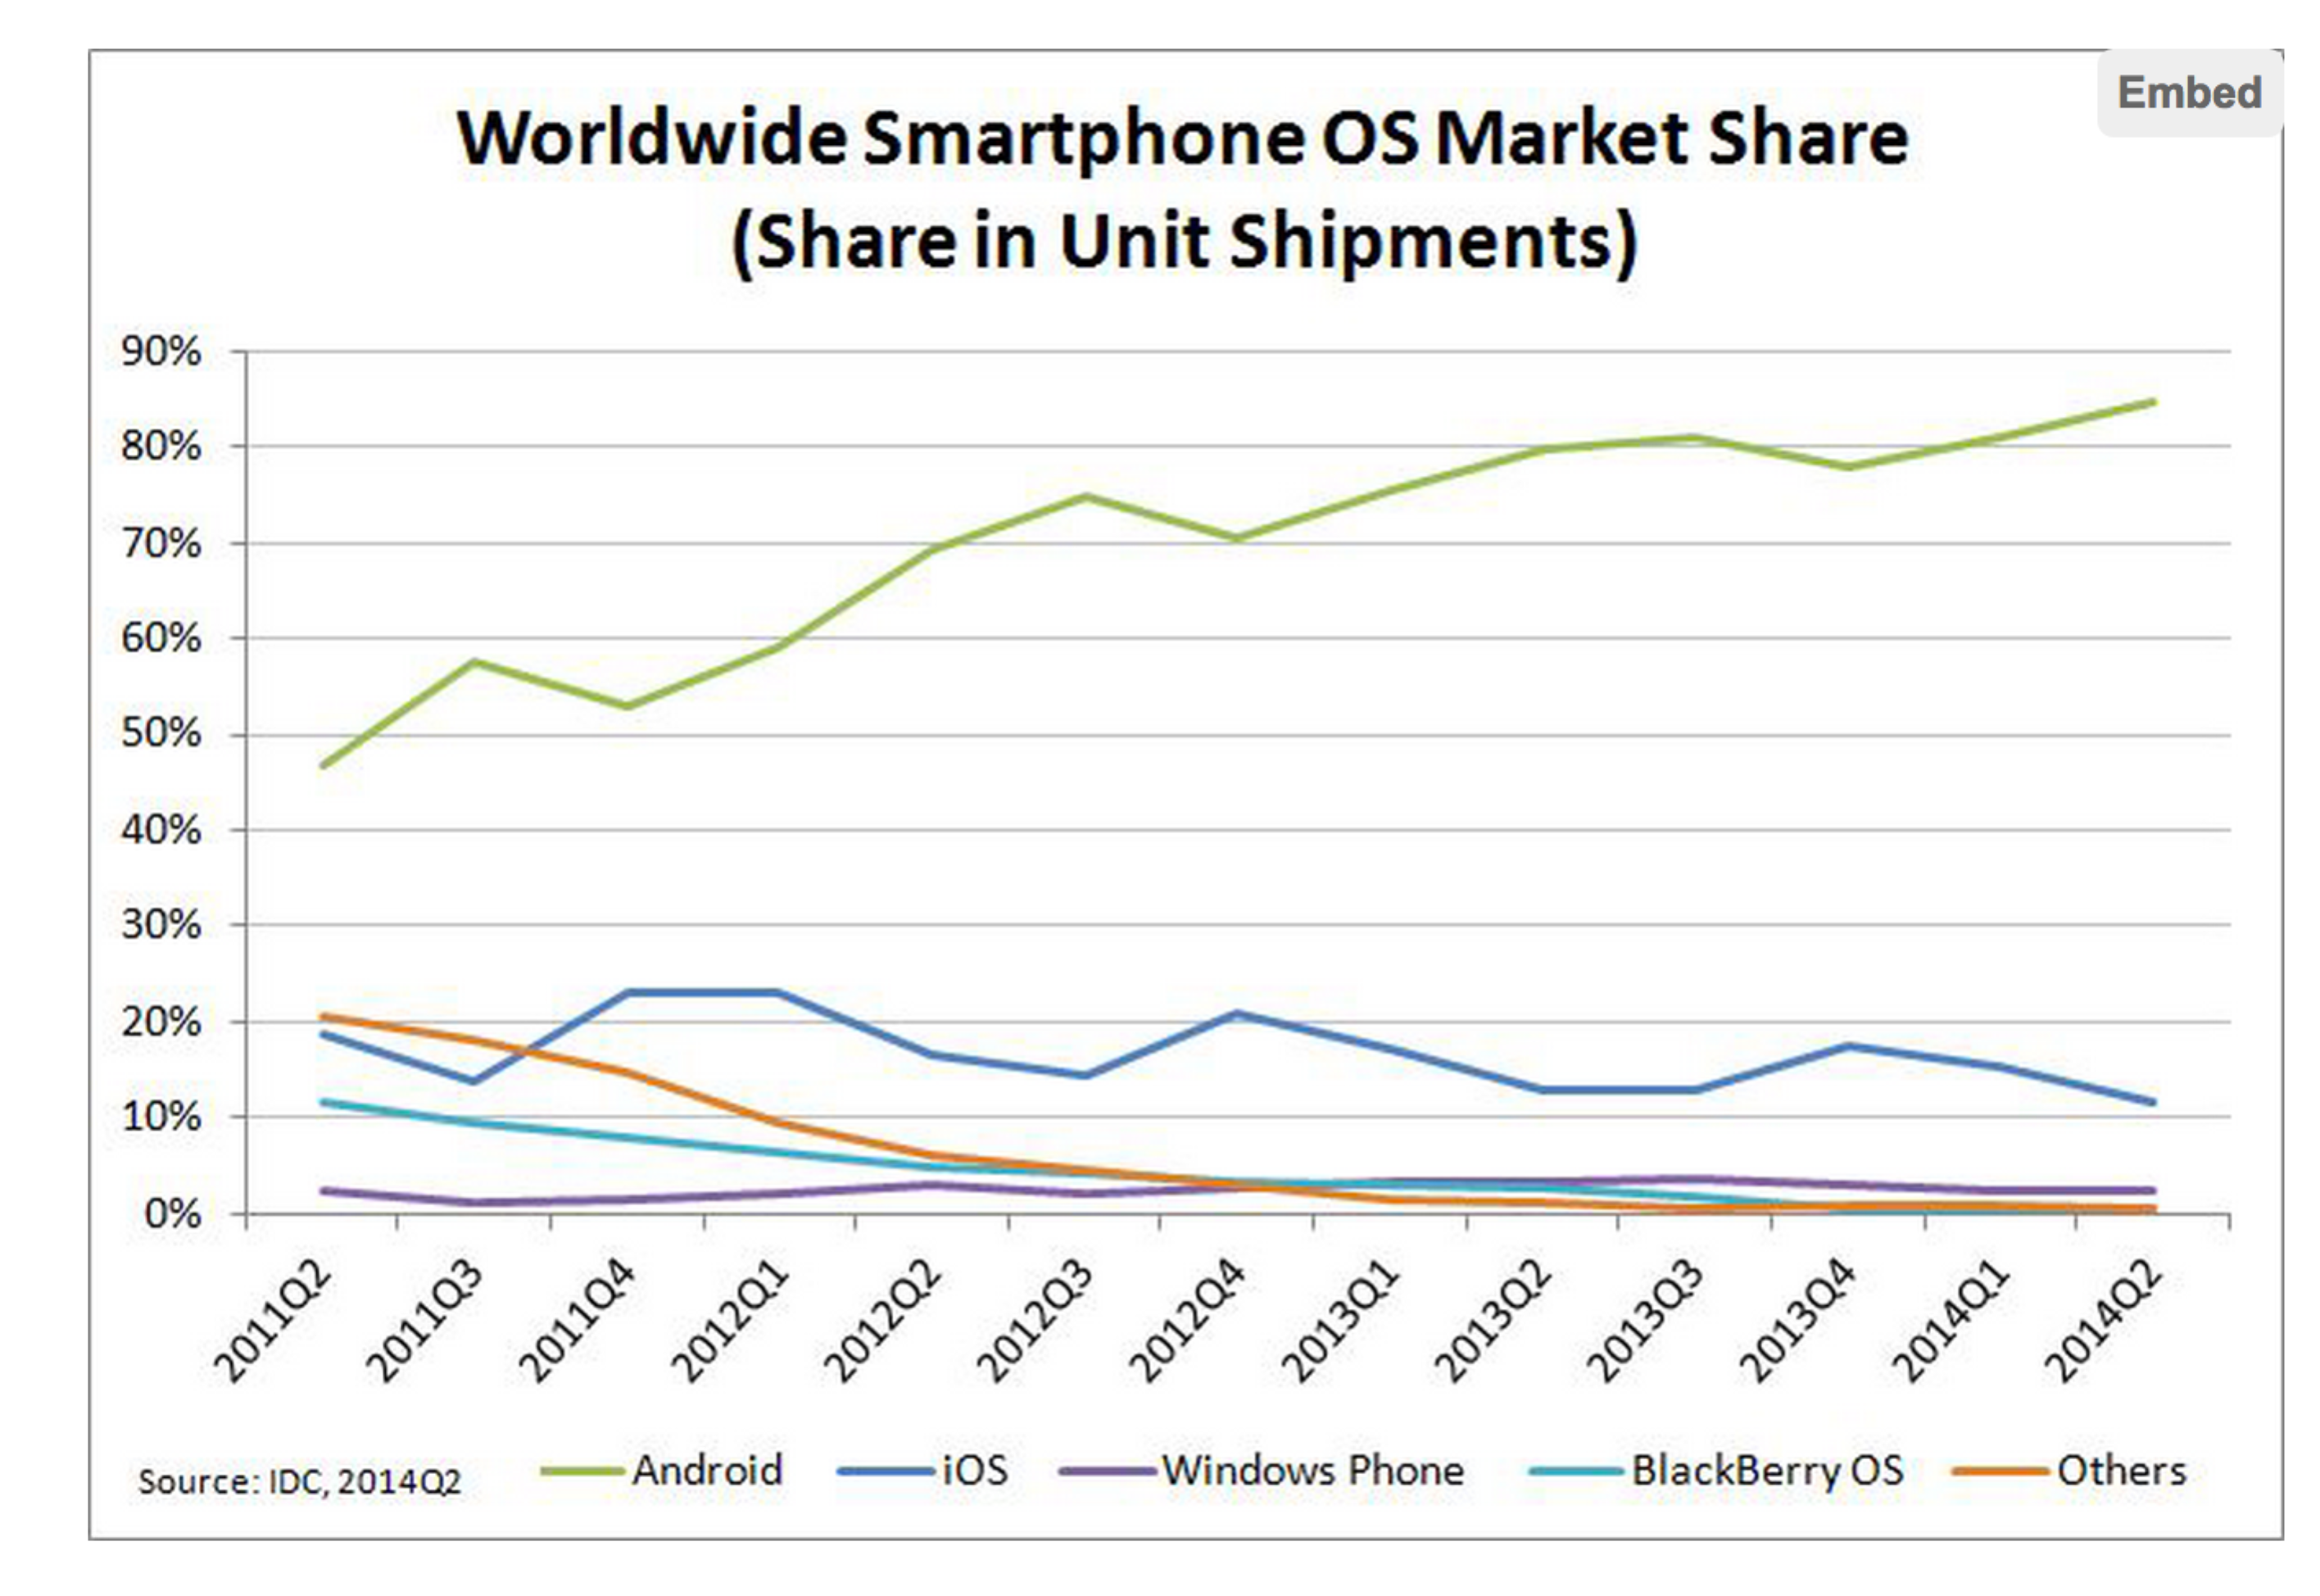 Embed
Worldwide Smartphone OS Market Share
(Share in Unit Shipments)
90%
80%
70%
60%
50%
40%
30%
20%
10%
0%
2011Q2
2011Q3
2011Q4
2012Q1
2012Q2
2012Q3
2012Q4
2013Q1
2013Q2
2013Q3
2013Q4
2014Q1
2014Q2
Source: IDC, 2014Q2
Android
iOS
Windows Phone
BlackBerry OS
Others